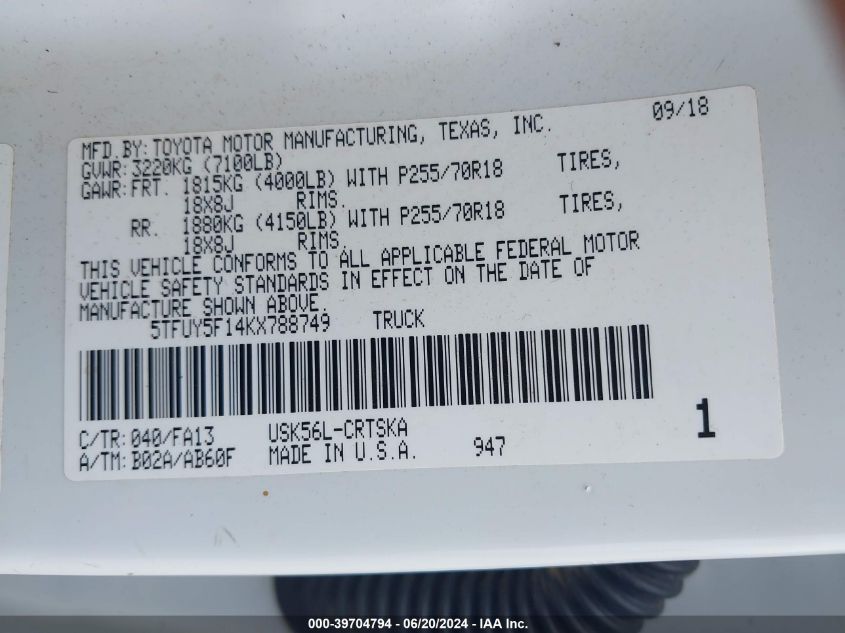 MFD.BY:TOYOTA MOTOR MANUFACTURING, TEXAS, INC. 09/18
GVWR:3220KG (7100LB)
GAWR:FRT. 1815KG (4000LB) WITH P255/70R18 TIRES,
18X8J RIMS.
RR. 1880KG (4150LB) WITH P255/70R18 TIRES,
18X8J RIMS.
THIS VEHICLE CONFORMS TO ALL APPLICABLE FEDERAL MOTOR
VEHICLE SAFETY STANDARDS IN EFFECT ON THE DATE OF
MANUFACTURE SHOWN ABOVE.
5TFUY5F14KX788749 TRUCK
C/TR:040/FA13 USK56L-CRTSKA
A/TM:B02A/AB60F MADE IN U.S.A. 947
1
000-39704794 - 06/20/2024 - IAA Inc.